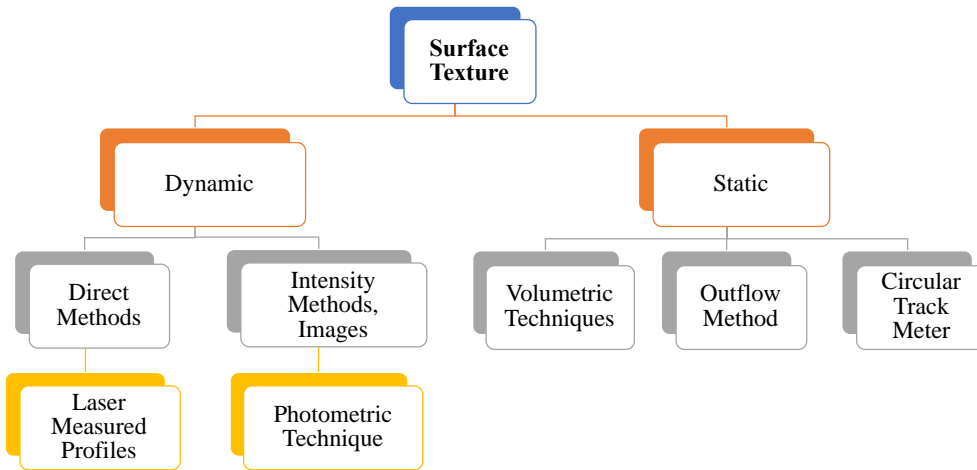 Surface
Texture
Dynamic
Static
Direct
Methods
Intensity
Methods,
Images
Volumetric
Techniques
Outflow
Method
Circular
Track
Meter
Laser
Measured
Profiles
Photometric
Technique